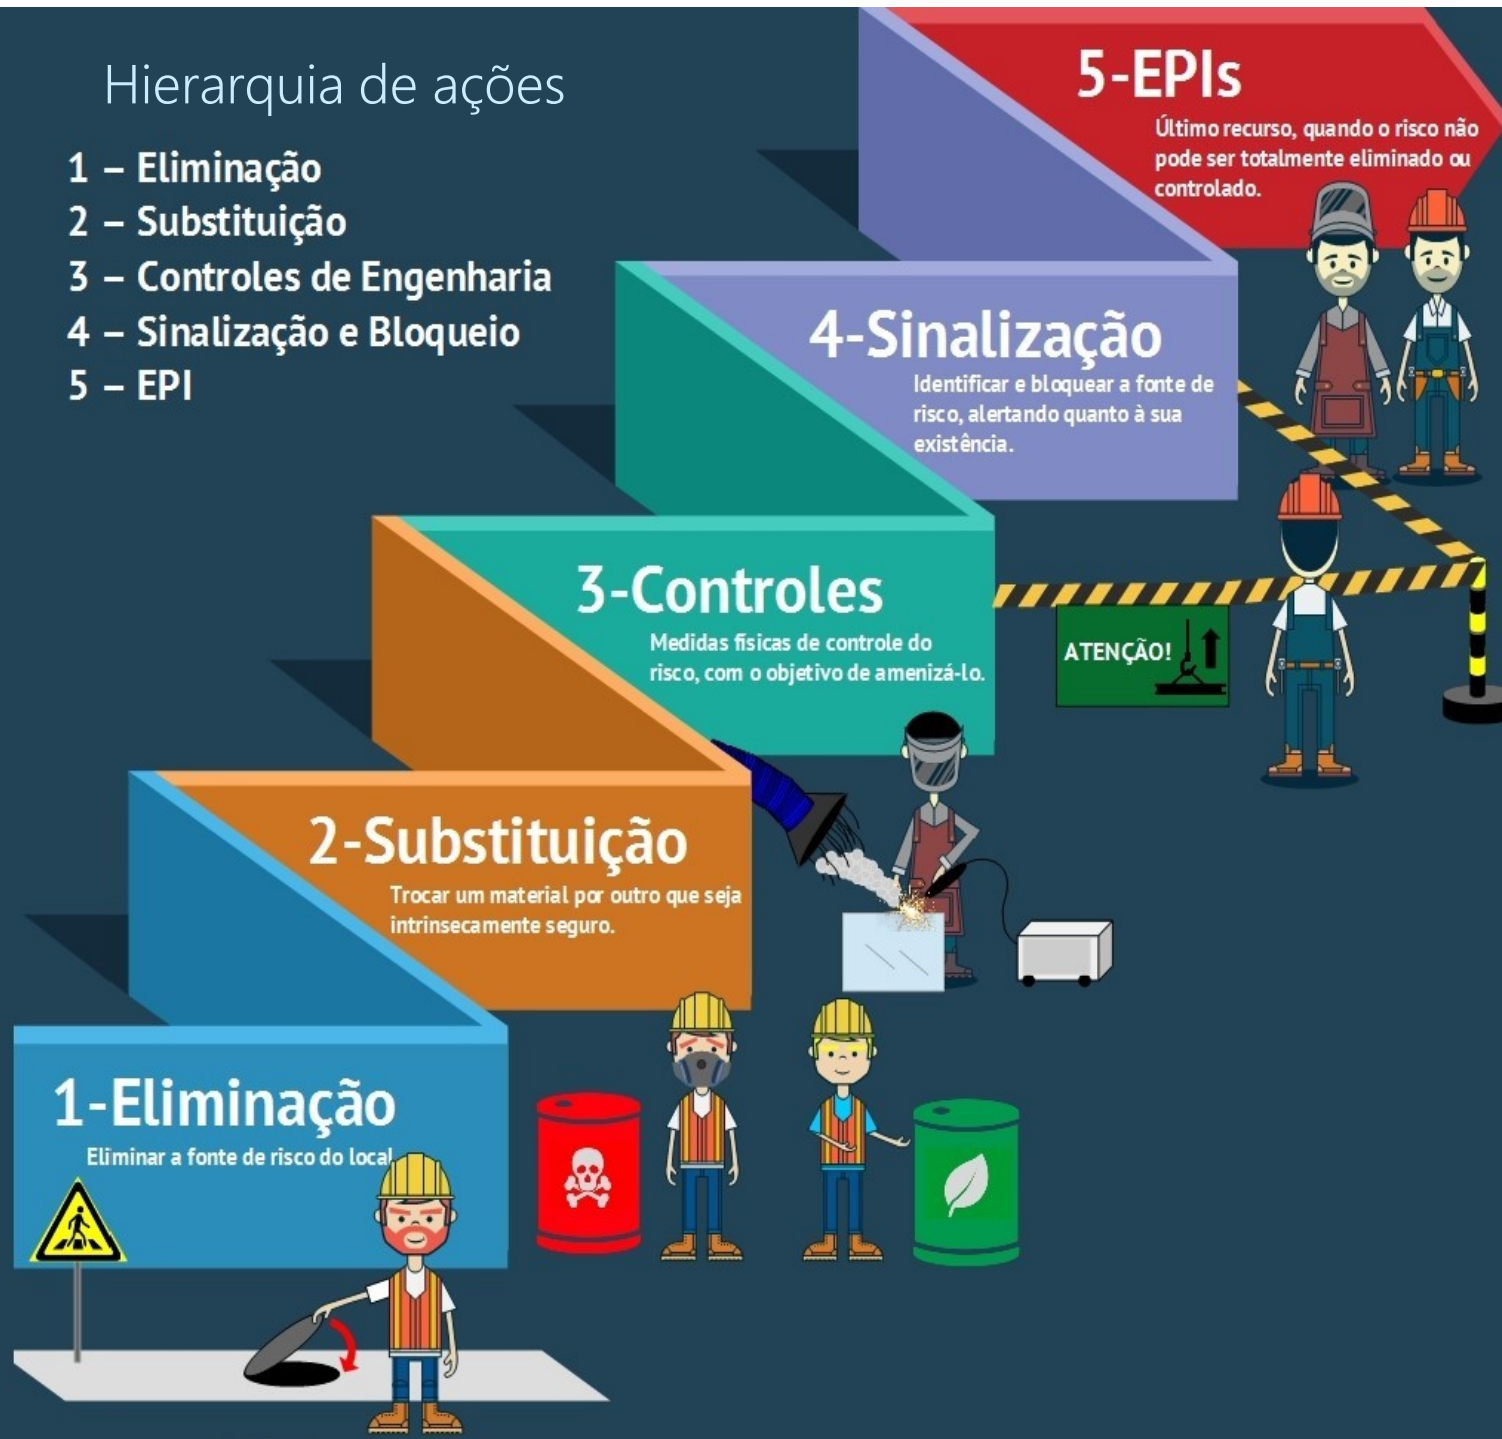 Hierarquia de ações
1 – Eliminação
2 – Substituição
3 – Controles de Engenharia
4 – Sinalização e Bloqueio
5 – EPI
5-EPIs
Último recurso, quando o risco não
pode ser totalmente eliminado ou
controlado.
4-Sinalização
Identificar e bloquear a fonte de
risco, alertando quanto à sua
existência.
3-Controles
Medidas físicas de controle do
risco, com o objetivo de amenizá-lo.
ATENÇÃO!
2-Substituição
Trocar um material por outro que seja
intrinsecamente seguro.
1-Eliminação
Eliminar a fonte de risco do local